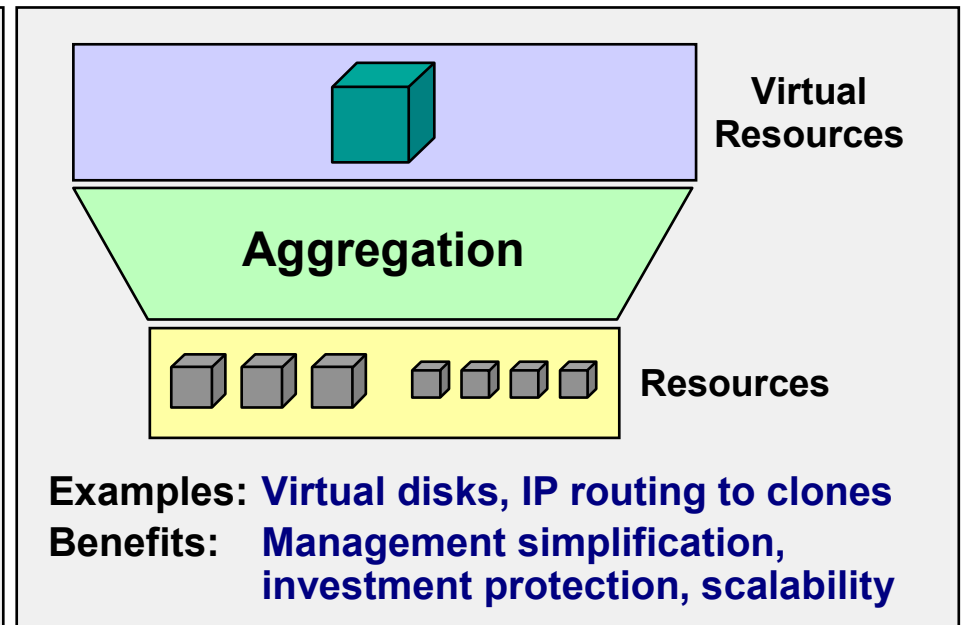 Virtual
Resources
Aggregation
Resources
Examples: Virtual disks, IP routing to clones
Benefits: Management simplification,
investment protection, scalability